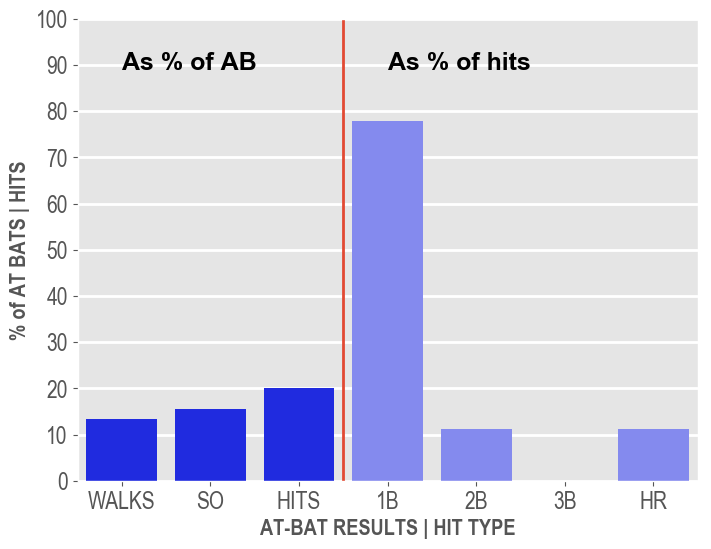 100
90
80
70
60
50
40
30
20
10
0
% of AT BATS | HITS
As % of AB
As % of hits
WALKS SO HITS 1B 2B 3B HR
AT-BAT RESULTS | HIT TYPE